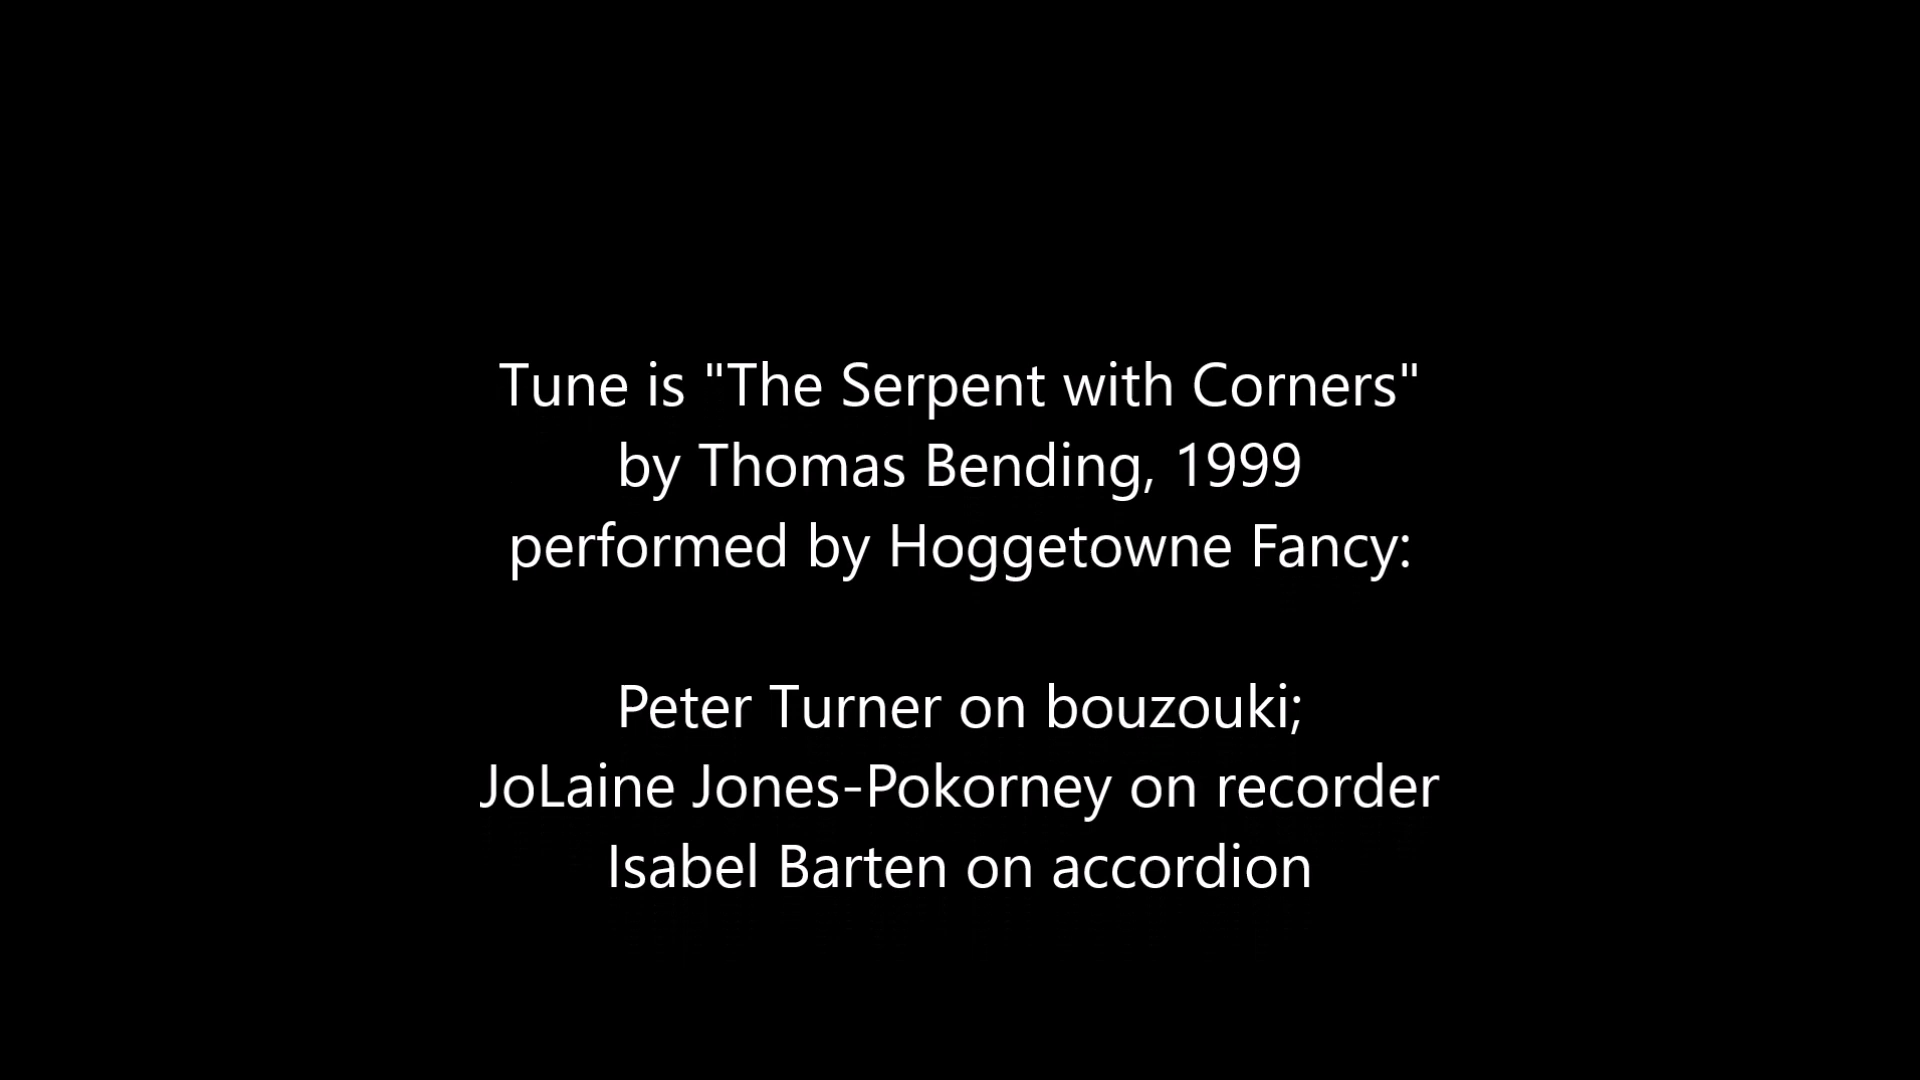 Tune is "The Serpent with Corners"
by Thomas Bending, 1999
performed by Hoggetowne Fancy:
Peter Turner on bouzouki;
JoLaine Jones-Pokorney on recorder
Isabel Barten on accordion